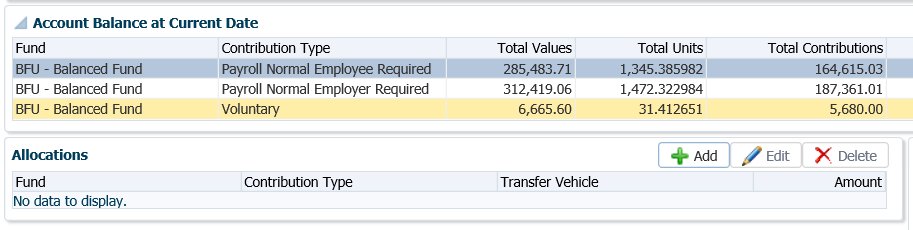 Account Balance at Current Date
Fund Contribution Type Total Values Total Units Total Contributions
BFU - Balanced Fund Payroll Normal Employee Required 285,483.71 1,345.385982 164,615.03
BFU - Balanced Fund Payroll Normal Employer Required 312,419.06 1,472.322984 187,361.01
BFU - Balanced Fund Voluntary 6,665.60 31.412651 5,680.00
Allocations Add Edit Delete
Fund Contribution Type Transfer Vehicle Amount
No data to display.